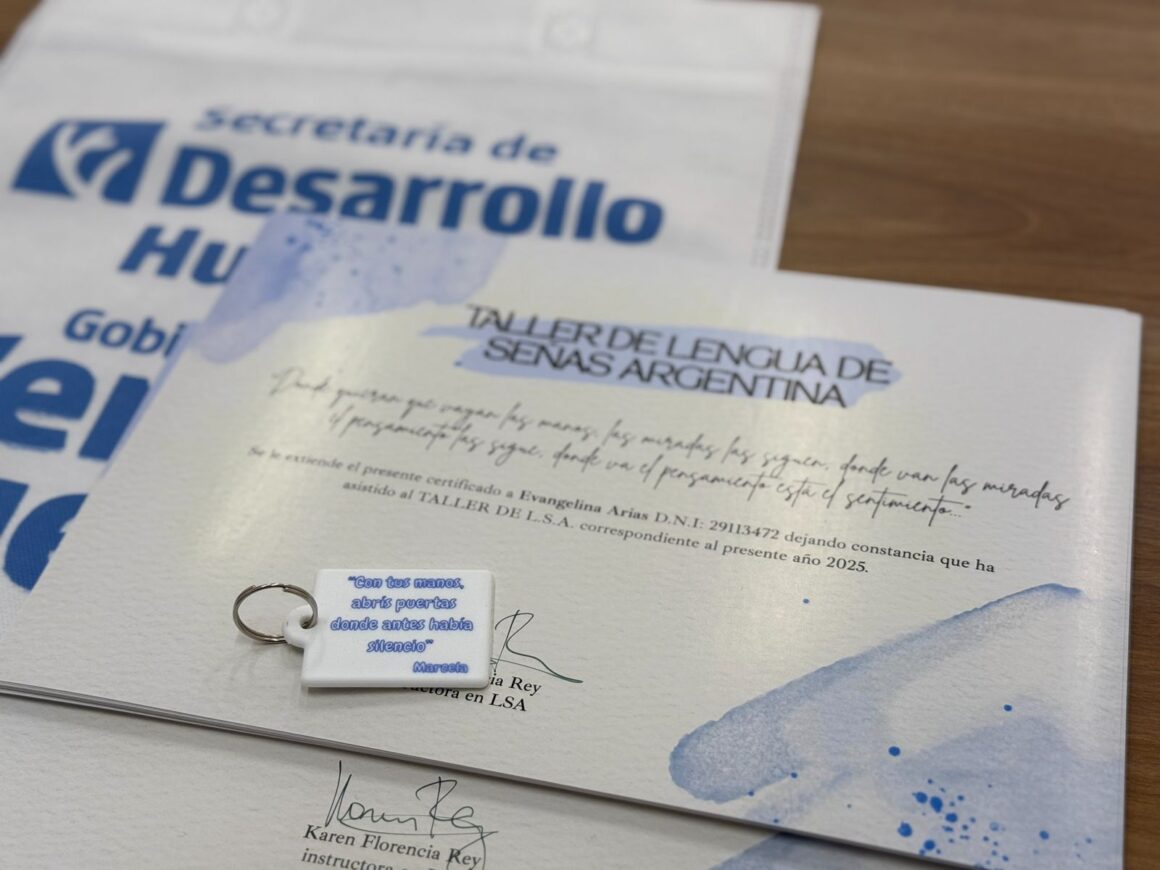 Secretaría de
Desarrollo
Hu
Gobi
TALLER DE LENGUA DE
SEÑAS ARGENTINA
"Donde quieran que vayan las manos, las miradas las siguen, donde van las miradas
el pensamiento las sigue, donde va el pensamiento está el sentimiento..."
Se le extiende el presente certificado a Evangelina Arias D.N.I: 29113472 dejando constancia que ha
asistido al TALLER DE L.S.A. correspondiente al presente año 2025.
"Con tus manos,
abrís puertas
donde antes había
silencio"
Marcela
ia Rey
uctora en LSA
Karen Rey
Karen Florencia Rey
instructora en